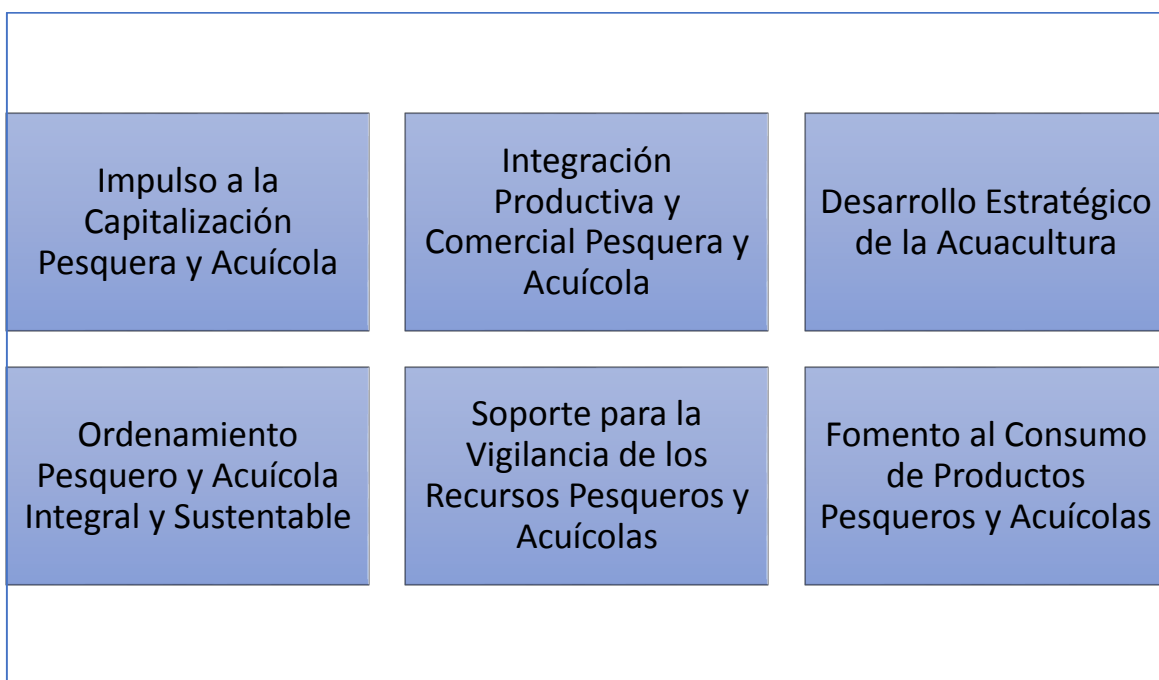 Impulso a la
Capitalización
Pesquera y Acuícola
Integración
Productiva y
Comercial Pesquera y
Acuícola
Desarrollo Estratégico
de la Acuacultura
Ordenamiento
Pesquero y Acuícola
Integral y Sustentable
Soporte para la
Vigilancia de los
Recursos Pesqueros y
Acuícolas
Fomento al Consumo
de Productos
Pesqueros y Acuícolas